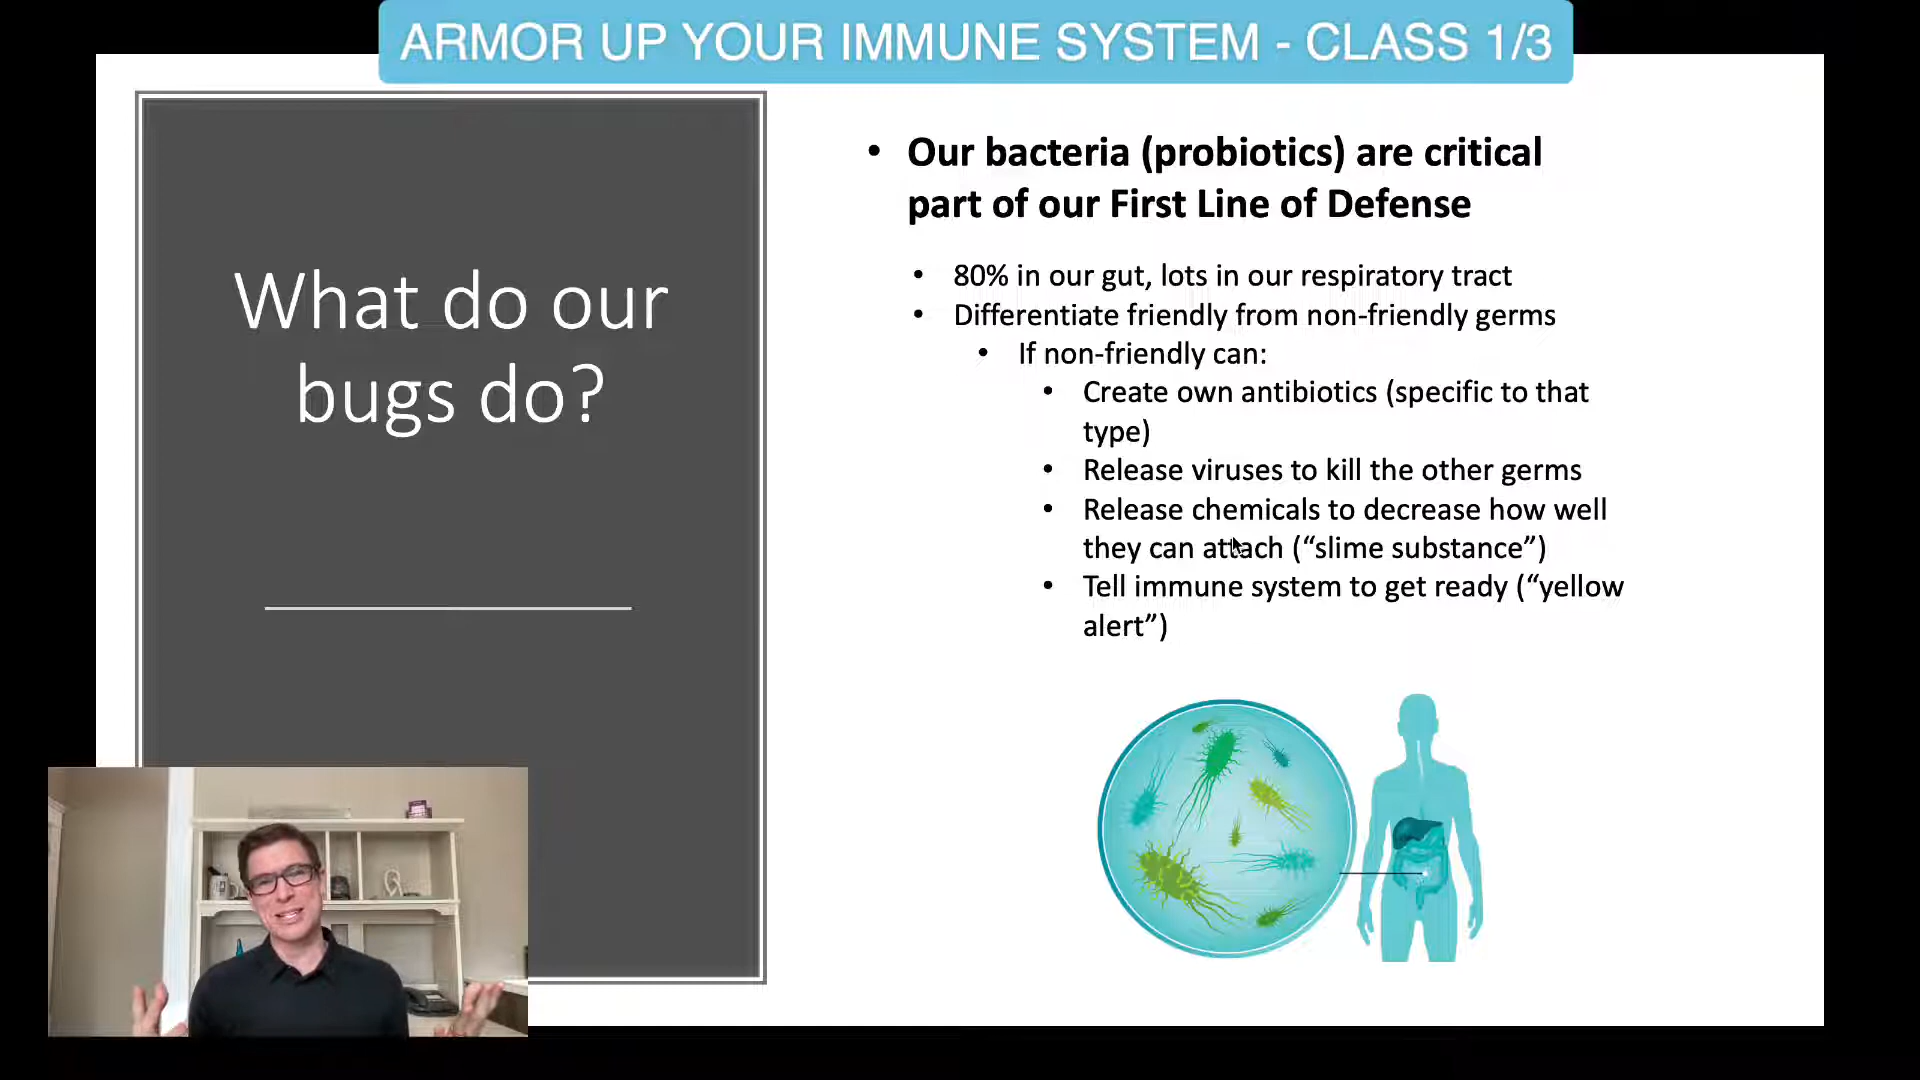 ARMOR UP YOUR IMMUNE SYSTEM - CLASS 1/3
What do our
bugs do?
• Our bacteria (probiotics) are critical
part of our First Line of Defense
• 80% in our gut, lots in our respiratory tract
• Differentiate friendly from non-friendly germs
• If non-friendly can:
• Create own antibiotics (specific to that
type)
• Release viruses to kill the other germs
• Release chemicals to decrease how well
they can attach (“slime substance”)
• Tell immune system to get ready (“yellow
alert”)